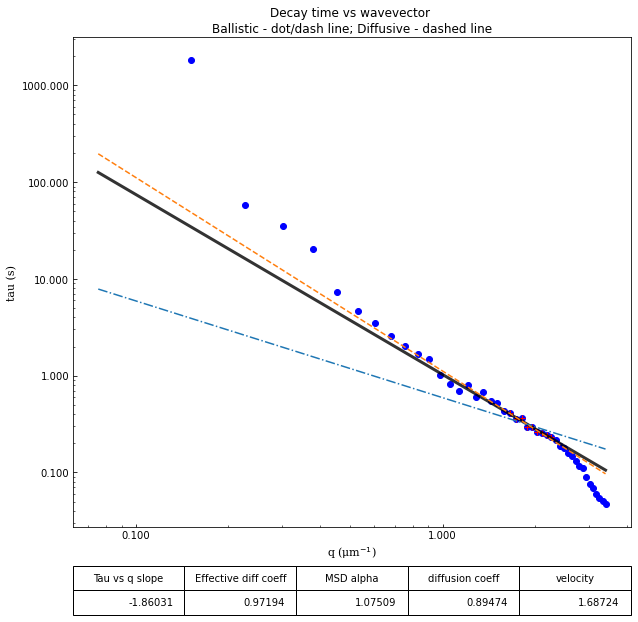 Decay time vs wavevector
Ballistic - dot/dash line; Diffusive - dashed line
1000.000
100.000
10.000
1.000
0.100
tau (s)
0.100 1.000
q (μm⁻¹)
Tau vs q slope Effective diff coeff MSD alpha diffusion coeff velocity
-1.86031 0.97194 1.07509 0.89474 1.68724